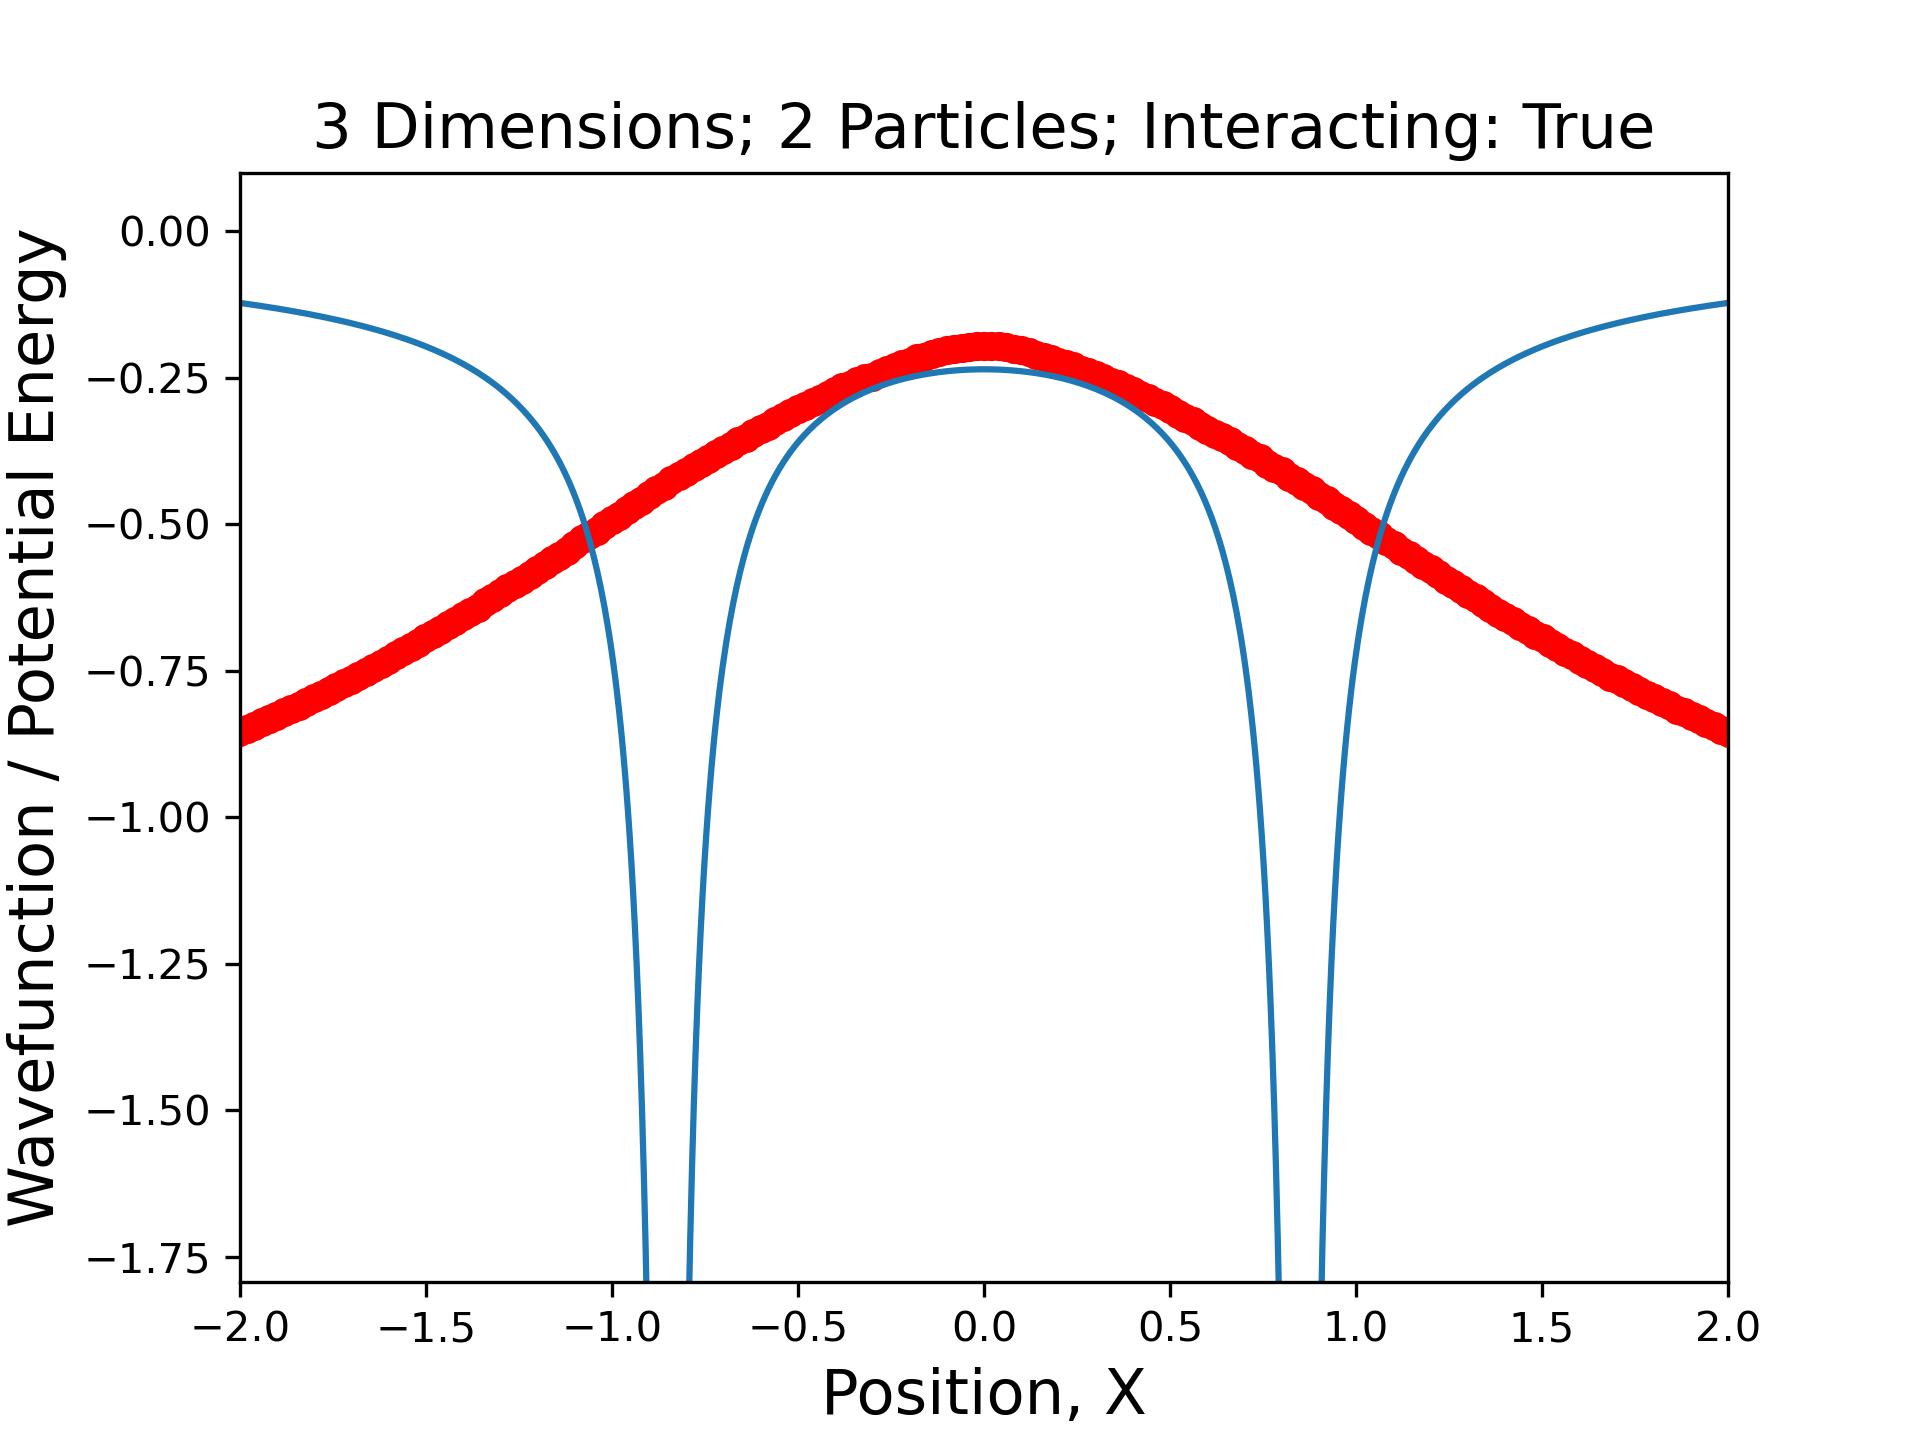 3 Dimensions; 2 Particles; Interacting: True
Wavefunction / Potential Energy
0.00
−0.25
−0.50
−0.75
−1.00
−1.25
−1.50
−1.75
−2.0 −1.5 −1.0 −0.5 0.0 0.5 1.0 1.5 2.0
Position, X